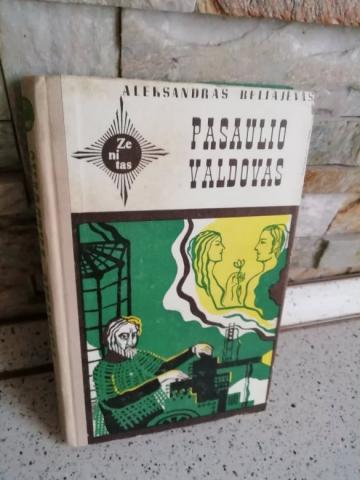 ALEKSANDRAS BELIAJEVAS
Ze
ni
tas
PASAULIO
VALDOVAS